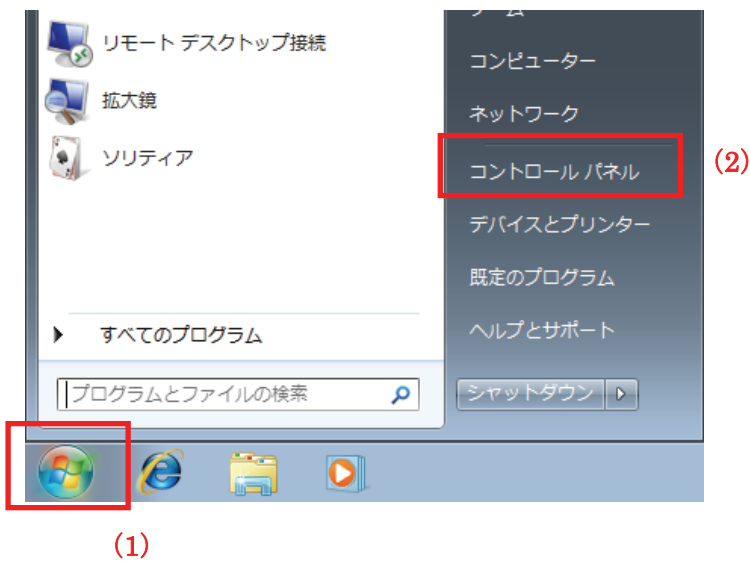 リモート デスクトップ接続
拡大鏡
ソリティア
すべてのプログラム
プログラムとファイルの検索
コンピューター
ネットワーク
コントロール パネル
(2)
デバイスとプリンター
既定のプログラム
ヘルプとサポート
シャットダウン
(1)